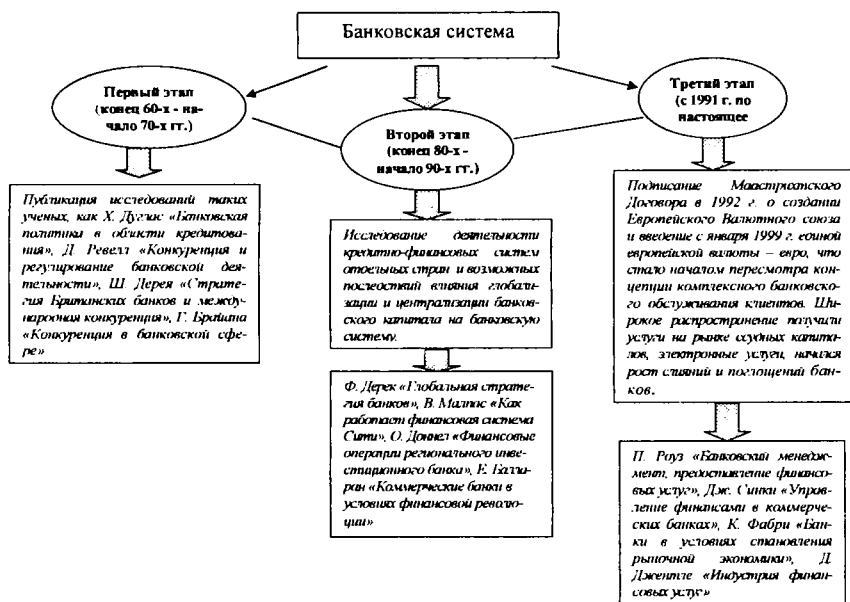 Банковская система
Первый этап
(конец 60-х - на-
чало 70-х гг.)
Второй этап
(конец 80-х -
начало 90-х гг.)
Третий этап
(с 1991 г. по
настоящее
Публикация исследований таких
ученых, как Х. Дуглас «Банковская
политика в области кредитова-
ния», Д. Ревелл «Конкуренция и
регулирование банковской дея-
тельности», Ш. Дерея «Страте-
гия Британских банков и междуна-
родная конкуренция», Г. Брайана
«Конкуренция в банковской сфе-
ре»
Исследование деятельности
кредитно-финансовых систем
отдельных стран и возможных
последствий влияния глобали-
зации и централизации банков-
ского капитала на банковскую
систему.
Ф. Дерек «Глобальная страте-
гия банков», В. Малпас «Как
работает финансовая система
Сити», О. Доннел «Финансовые
операции регионального инве-
стиционного банка», Е. Балла-
ран «Коммерческие банки в
условиях финансовой револю-
ции»
Подписание Маастрихтского
Договора в 1992 г. о создании
Европейского Валютного союза
и введение с января 1999 г. единой
европейской валюты – евро, что
стало началом пересмотра кон-
цепции комплексного банковско-
го обслуживания клиентов. Ши-
рокое распространение получили
услуги на рынке ссудных капита-
лов, электронные услуги, начался
рост слияний и поглощений бан-
ков.
П. Роуз «Банковский менедж-
мент, предоставление финансо-
вых услуг», Дж. Синки «Управ-
ление финансами в коммерче-
ских банках», К. Фабри «Бан-
ки в условиях становления
рыночной экономики», Д.
Джентле «Индустрия финан-
совых услуг»